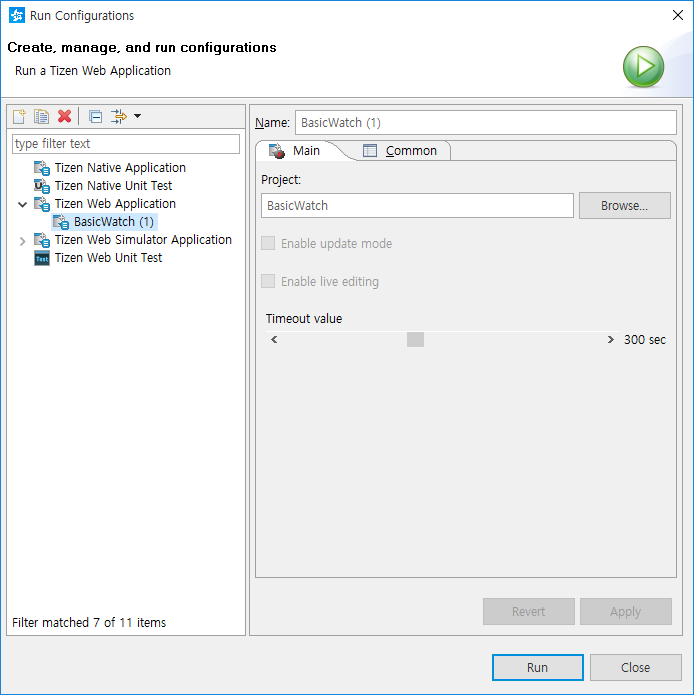 Run Configurations
Create, manage, and run configurations
Run a Tizen Web Application
type filter text
Tizen Native Application
Tizen Native Unit Test
Tizen Web Application
BasicWatch (1)
Tizen Web Simulator Application
Test Tizen Web Unit Test
Filter matched 7 of 11 items
Name: BasicWatch (1)
Main Common
Project:
BasicWatch Browse...
Enable update mode
Enable live editing
Timeout value
300 sec
Revert Apply
Run Close